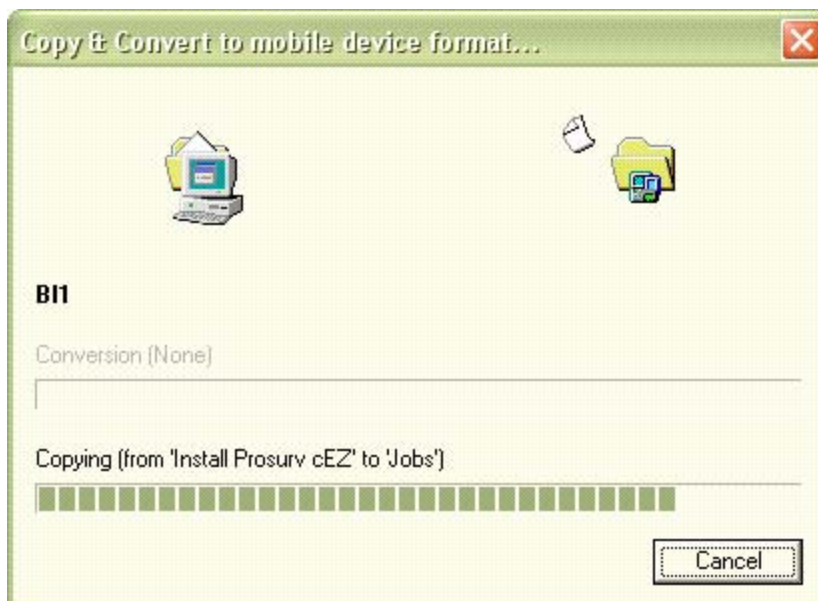 Copy & Convert to mobile device format...
BI1
Conversion (None)
Copying (from 'Install Prosurv cEZ' to 'Jobs')
Cancel